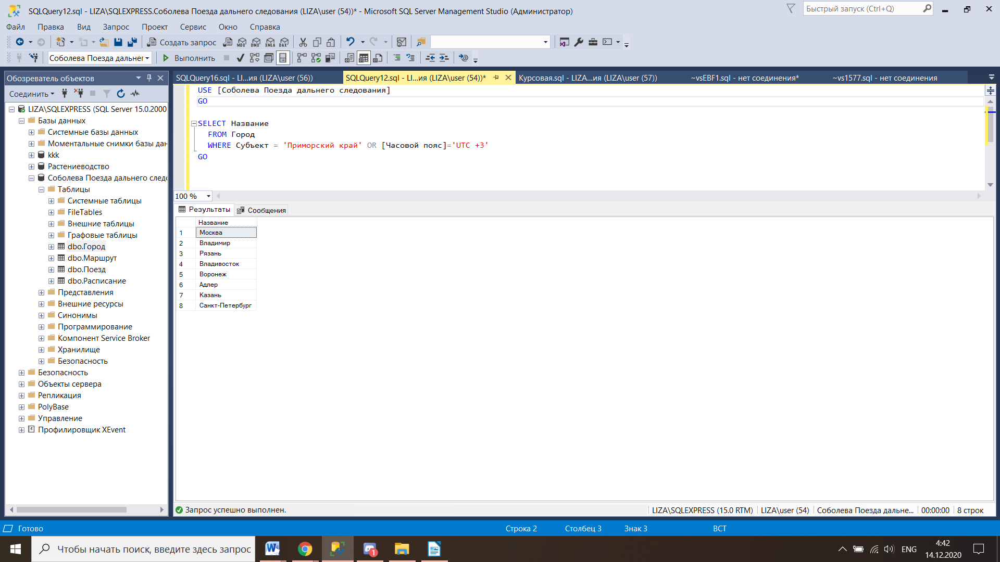 SQLQuery12.sql - LIZA\SQLEXPRESS.Соболева Поезда дальнего следования (LIZA\user (54))* - Microsoft SQL Server Management Studio (Администратор)
Быстрый запуск (Ctrl+Q)
Файл Правка Вид Запрос Проект Сервис Окно Справка
Создать запрос MDX DMX XMLA DAX
Соболева Поезда дальнег Выполнить
Обозреватель объектов
Соединить
LIZA\SQLEXPRESS (SQL Server 15.0.2000
Базы данных
Системные базы данных
Моментальные снимки базы дан
kkk
Растениеводство
Соболева Поезда дальнего следо
Таблицы
Системные таблицы
FileTables
Внешние таблицы
Графовые таблицы
dbo.Город
dbo.Маршрут
dbo.Поезд
dbo.Расписание
Представления
Внешние ресурсы
Синонимы
Программирование
Компонент Service Broker
Хранилище
Безопасность
Безопасность
Объекты сервера
Репликация
PolyBase
Управление
Профилировщик XEvent
SQLQuery16.sql - LI...ия (LIZA\user (56))
SQLQuery12.sql - LI...ия (LIZA\user (54))*
Курсовая.sql - LIZA...ия (LIZA\user (57))
~vsEBF1.sql - нет соединения*
~vs1577.sql - нет соединения
USE [Соболева Поезда дальнего следования]
GO
SELECT Название
FROM Город
WHERE Субъект = 'Приморский край' OR [Часовой пояс]='UTC +3'
GO
100 %
Результаты Сообщения
Название
1 Москва
2 Владимир
3 Рязань
4 Владивосток
5 Воронеж
6 Адлер
7 Казань
8 Санкт-Петербург
Запрос успешно выполнен.
LIZA\SQLEXPRESS (15.0 RTM) LIZA\user (54) Соболева Поезда дальне... 00:00:00 8 строк
Готово Строка 2 Столбец 3 Знак 3 ВСТ
Чтобы начать поиск, введите здесь запрос
1
ENG
4:42
14.12.2020